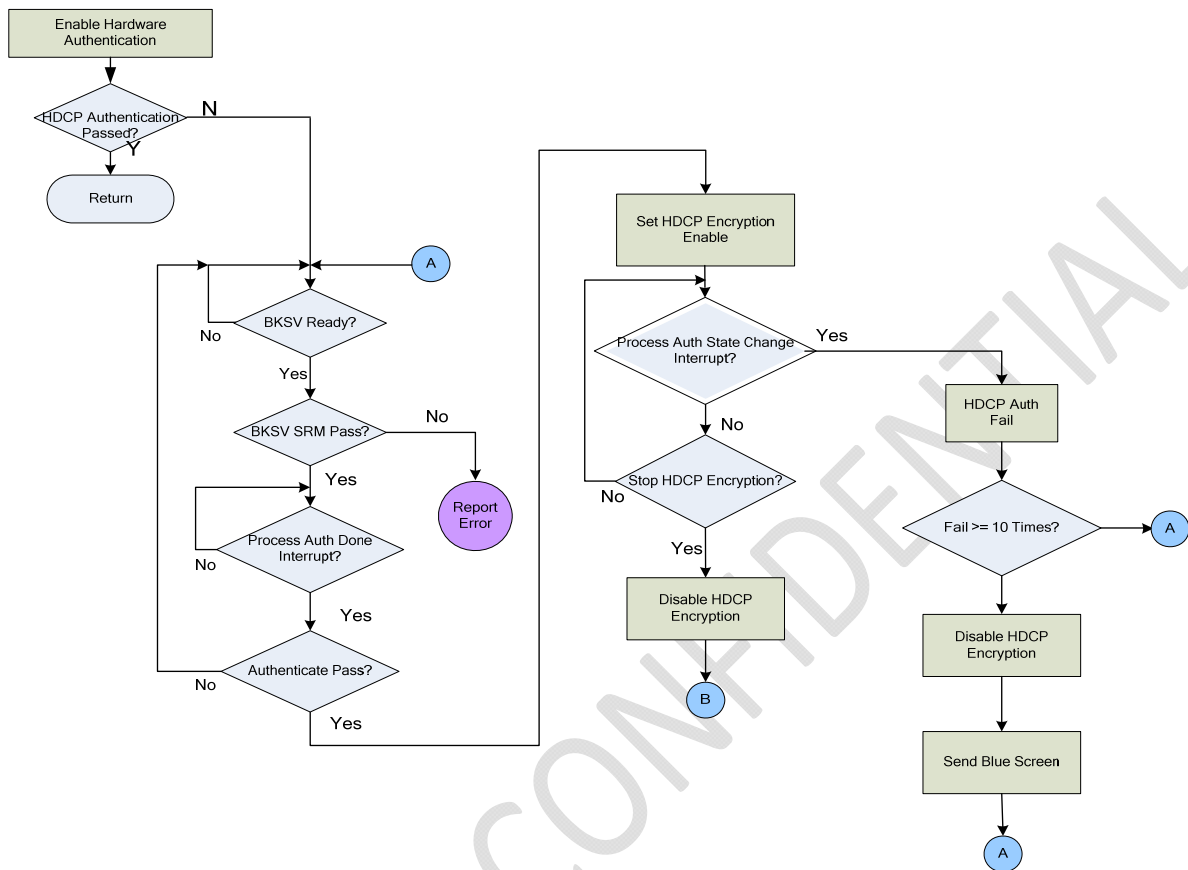 Enable Hardware
Authentication
HDCP Authentication
Passed?
N
Y
Return
A
BKSV Ready?
No
Yes
BKSV SRM Pass?
No
Yes
Report
Error
Process Auth Done
Interrupt?
No
Yes
Authenticate Pass?
No
Yes
Set HDCP Encryption
Enable
Process Auth State Change
Interrupt?
Yes
No
Stop HDCP Encryption?
No
Yes
Disable HDCP
Encryption
B
HDCP Auth
Fail
Fail >= 10 Times?
A
Disable HDCP
Encryption
Send Blue Screen
A
CONFIDENTIAL